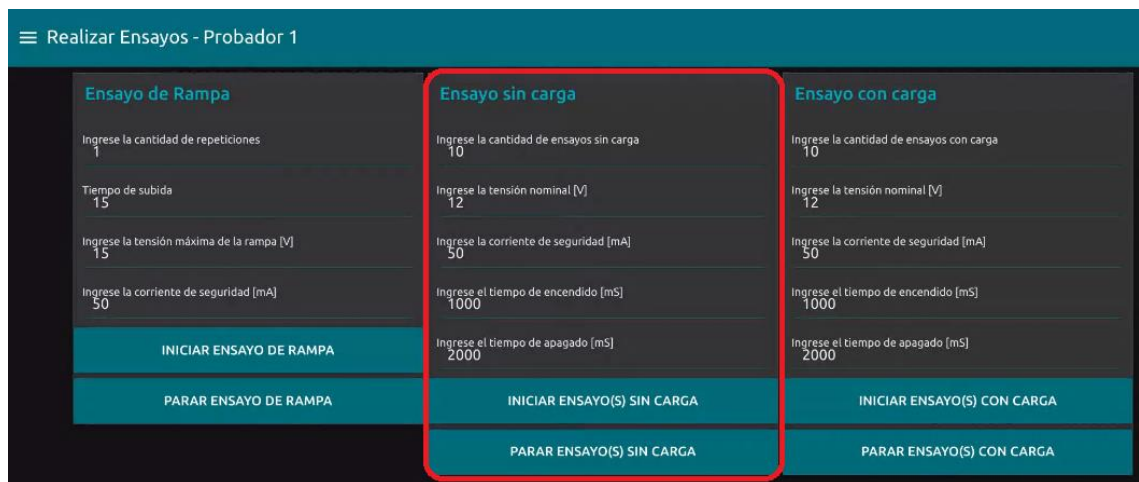 Realizar Ensayos - Probador 1
Ensayo de Rampa
Ingrese la cantidad de repeticiones
1
Tiempo de subida
15
Ingrese la tensión máxima de la rampa [V]
15
Ingrese la corriente de seguridad [mA]
50
INICIAR ENSAYO DE RAMPA
PARAR ENSAYO DE RAMPA
Ensayo sin carga
Ingrese la cantidad de ensayos sin carga
10
Ingrese la tensión nominal [V]
12
Ingrese la corriente de seguridad [mA]
50
Ingrese el tiempo de encendido [mS]
1000
Ingrese el tiempo de apagado [mS]
2000
INICIAR ENSAYO(S) SIN CARGA
PARAR ENSAYO(S) SIN CARGA
Ensayo con carga
Ingrese la cantidad de ensayos con carga
10
Ingrese la tensión nominal [V]
12
Ingrese la corriente de seguridad [mA]
50
Ingrese el tiempo de encendido [mS]
1000
Ingrese el tiempo de apagado [mS]
2000
INICIAR ENSAYO(S) CON CARGA
PARAR ENSAYO(S) CON CARGA